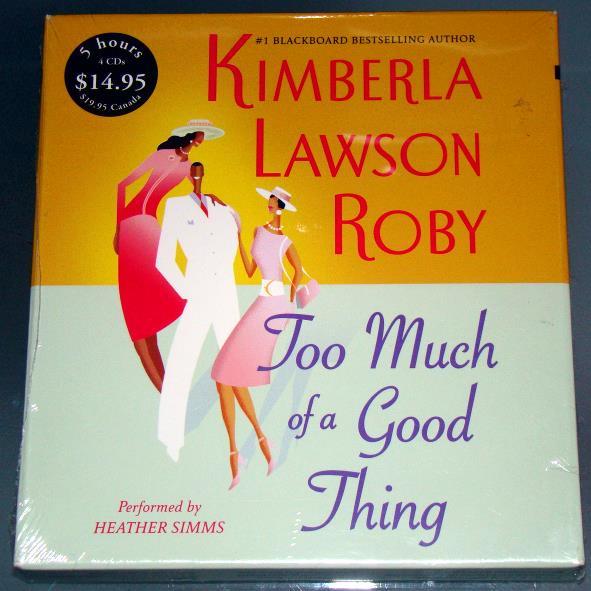 5 hours
4 CDs
$14.95
$19.95 Canada
#1 BLACKBOARD BESTSELLING AUTHOR
KIMBERLA
LAWSON
ROBY
Too Much
of a Good
Thing
Performed by
HEATHER SIMMS